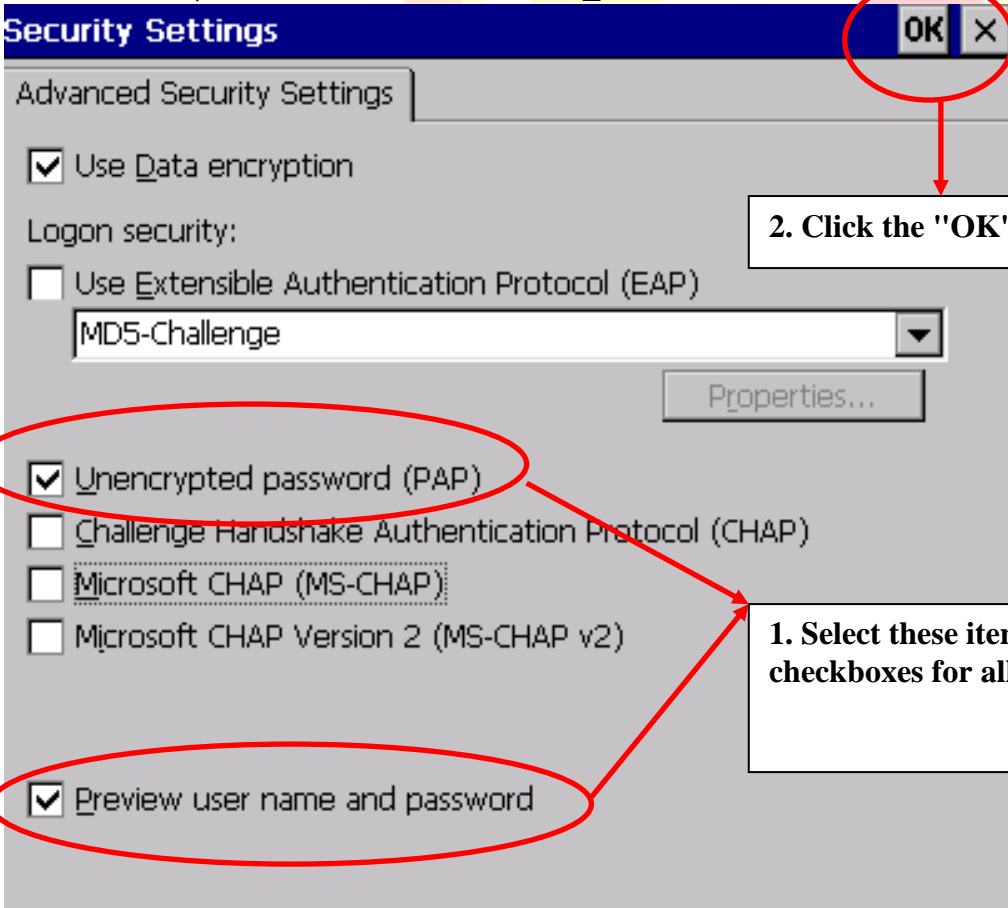 Security Settings
OK ×
Advanced Security Settings
Use Data encryption
2. Click the "OK"
Logon security:
Use Extensible Authentication Protocol (EAP)
MD5-Challenge
Properties...
Unencrypted password (PAP)
Challenge Handshake Authentication Protocol (CHAP)
Microsoft CHAP (MS-CHAP)
Microsoft CHAP Version 2 (MS-CHAP v2)
1. Select these
checkboxes for
Preview user name and password